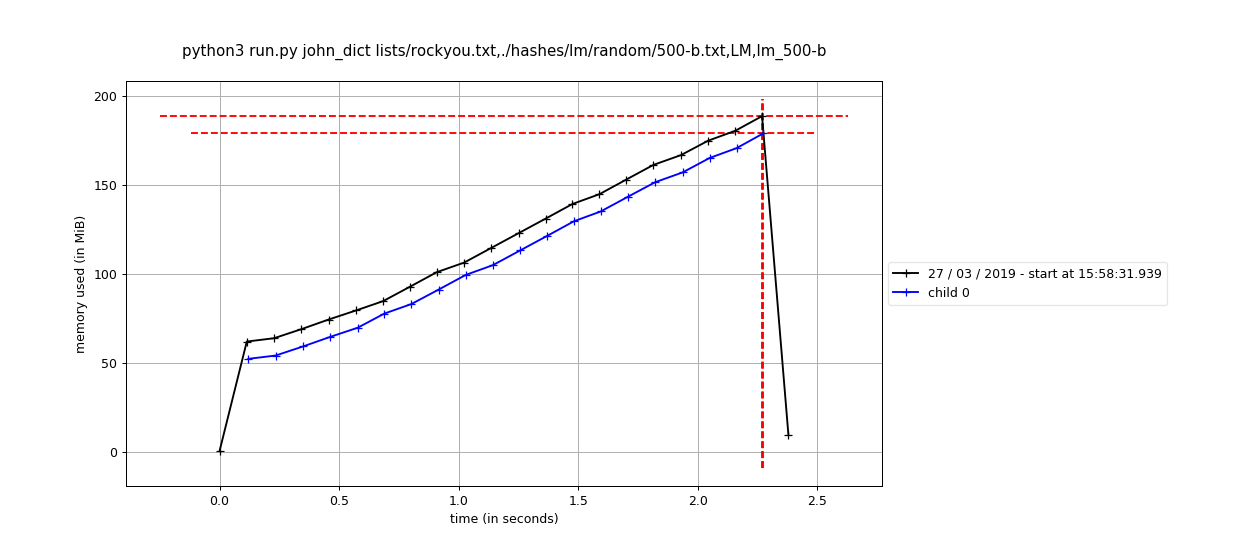 python3 run.py john_dict lists/rockyou.txt,./hashes/lm/random/500-b.txt,LM,lm_500-b
200
150
100
50
0
memory used (in MiB)
0.0 0.5 1.0 1.5 2.0 2.5
time (in seconds)
27 / 03 / 2019 - start at 15:58:31.939
child 0